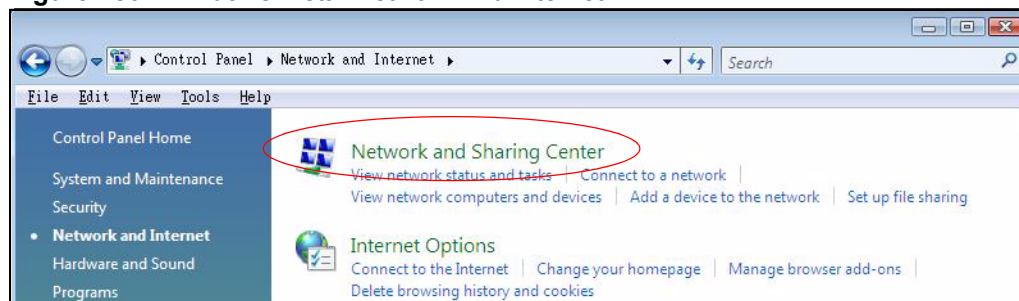 Control Panel Network and Internet
Search
File Edit View Tools Help
Control Panel Home
System and Maintenance
Security
Network and Internet
Hardware and Sound
Programs
Network and Sharing Center
View network status and tasks Connect to a network
View network computers and devices Add a device to the network Set up file sharing
Internet Options
Connect to the Internet Change your homepage Manage browser add-ons
Delete browsing history and cookies